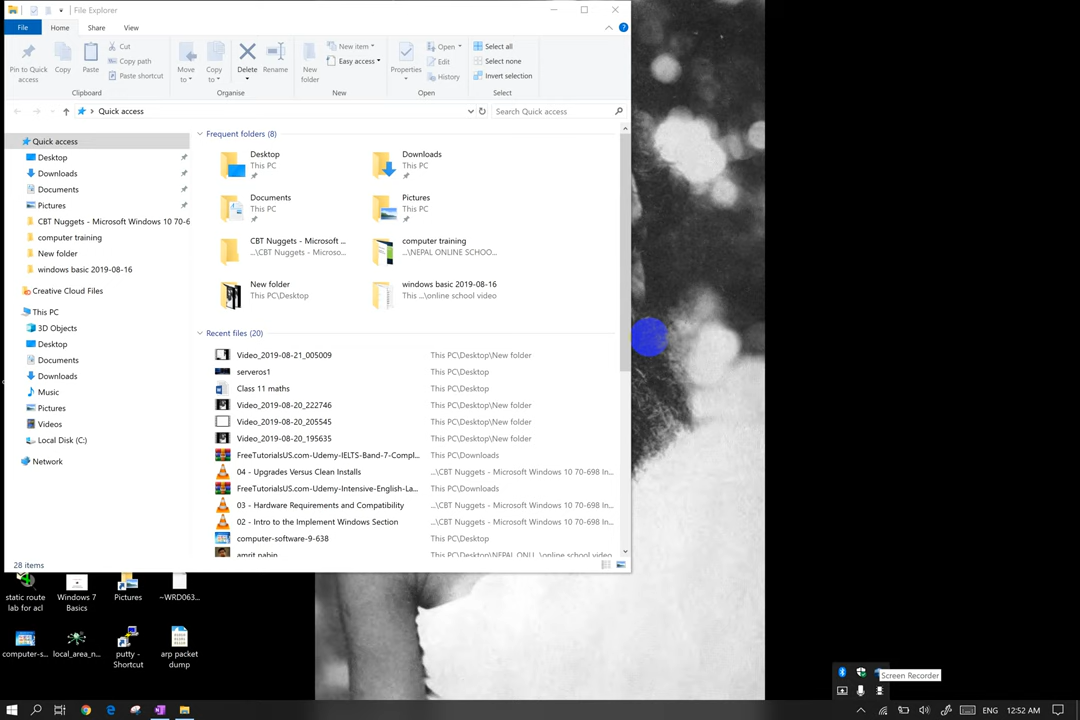 File Explorer
File Home Share View
Pin to Quick access
Copy
Paste
Cut
Copy path
Paste shortcut
Clipboard
Move to
Copy to
Delete
Rename
Organise
New folder
New item
Easy access
New
Properties
Open
Edit
History
Open
Select all
Select none
Invert selection
Select
Quick access
Search Quick access
Quick access
Desktop
Downloads
Documents
Pictures
CBT Nuggets - Microsoft Windows 10 70-6
computer training
New folder
windows basic 2019-08-16
Creative Cloud Files
This PC
3D Objects
Desktop
Documents
Downloads
Music
Pictures
Videos
Local Disk (C:)
Network
Frequent folders (8)
Desktop
This PC
Downloads
This PC
Documents
This PC
Pictures
This PC
CBT Nuggets - Microsoft ...
...\CBT Nuggets - Microso...
computer training
...\NEPAL ONLINE SCHOO...
New folder
This PC\Desktop
windows basic 2019-08-16
This ...\online school video
Recent files (20)
Video_2019-08-21_005009 This PC\Desktop\New folder
serveros1 This PC\Desktop
Class 11 maths This PC\Desktop
Video_2019-08-20_222746 This PC\Desktop\New folder
Video_2019-08-20_205545 This PC\Desktop\New folder
Video_2019-08-20_195635 This PC\Desktop\New folder
FreeTutorialsUS.com-Udemy-IELTS-Band-7-Compl... This PC\Downloads
04 - Upgrades Versus Clean Installs ...\CBT Nuggets - Microsoft Windows 10 70-698 In...
FreeTutorialsUS.com-Udemy-Intensive-English-La... This PC\Downloads
03 - Hardware Requirements and Compatibility ...\CBT Nuggets - Microsoft Windows 10 70-698 In...
02 - Intro to the Implement Windows Section ...\CBT Nuggets - Microsoft Windows 10 70-698 In...
computer-software-9-638 This PC\Desktop
amrit nabin This PC\Desktop\NEPAL ONLI...\online school video
28 items
static route lab for acl
Windows 7 Basics
Pictures
~WRD063...
computer-s...
local_area_n...
putty - Shortcut
arp packet dump
Screen Recorder
ENG 12:52 AM